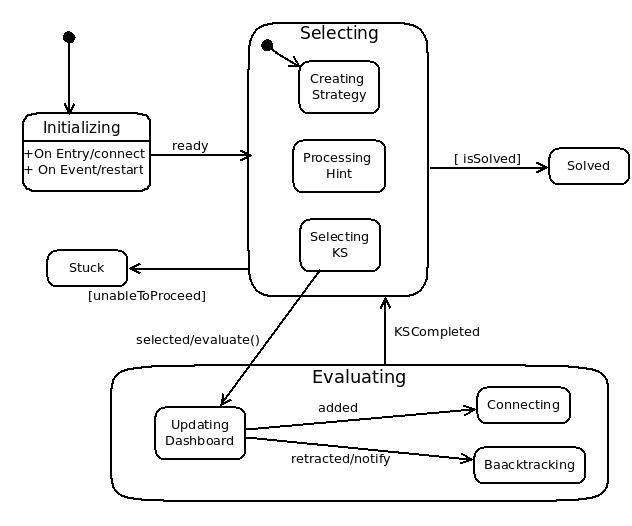 Selecting
Creating
Strategy
Initializing
+On Entry/connect
+ On Event/restart
ready
Processing
Hint
[ isSolved]
Solved
Selecting
KS
Stuck
[unableToProceed]
selected/evaluate()
KSCompleted
Evaluating
Updating
Dashboard
added
Connecting
retracted/notify
Baacktracking